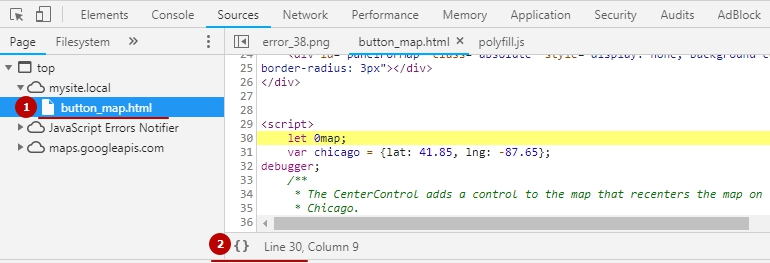 Elements Console Sources Network Performance Memory Application Security Audits AdBlock
Page Filesystem » error_38.png button_map.html × polyfill.js
top
mysite.local
1 button_map.html
JavaScript Errors Notifier
maps.googleapis.com
24
25 border-radius: 3px"></div>
26 </div>
27
28
29 <script>
30 let 0map;
31 var chicago = {lat: 41.85, lng: -87.65};
32 debugger;
33 /**
34 * The CenterControl adds a control to the map that recenters the map on
35 * Chicago.
36
2 {} Line 30, Column 9